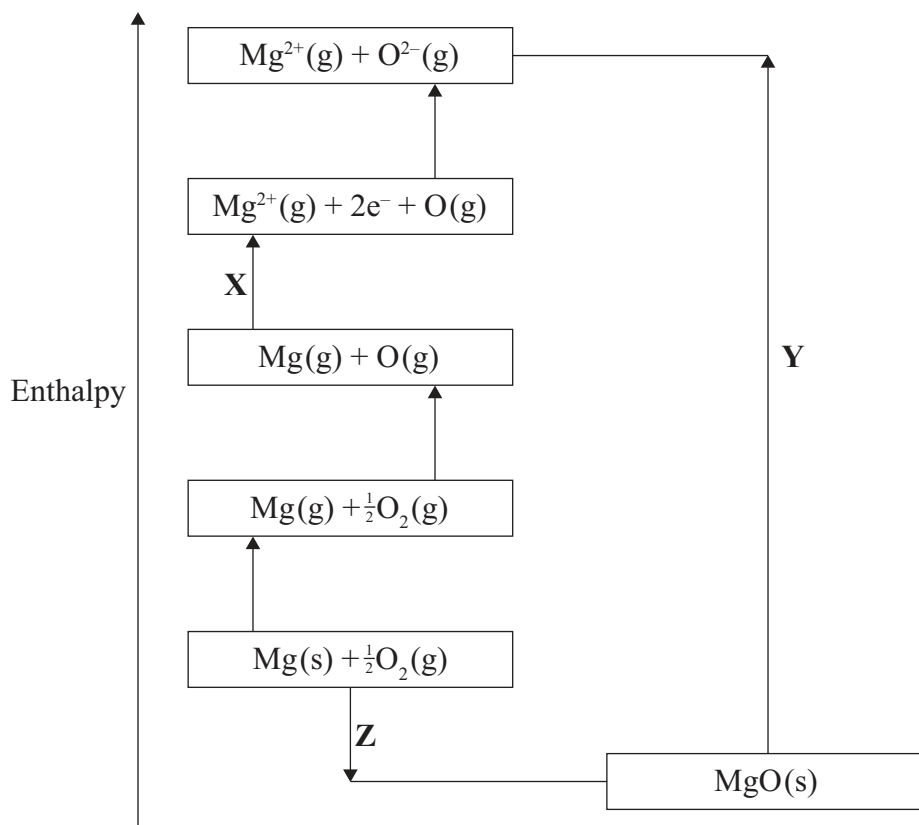 Mg²⁺(g) + O²⁻(g)
Mg²⁺(g) + 2e⁻ + O(g)
X
Mg(g) + O(g)
Y
Enthalpy
Mg(g) + ½O₂(g)
Mg(s) + ½O₂(g)
Z
MgO(s)